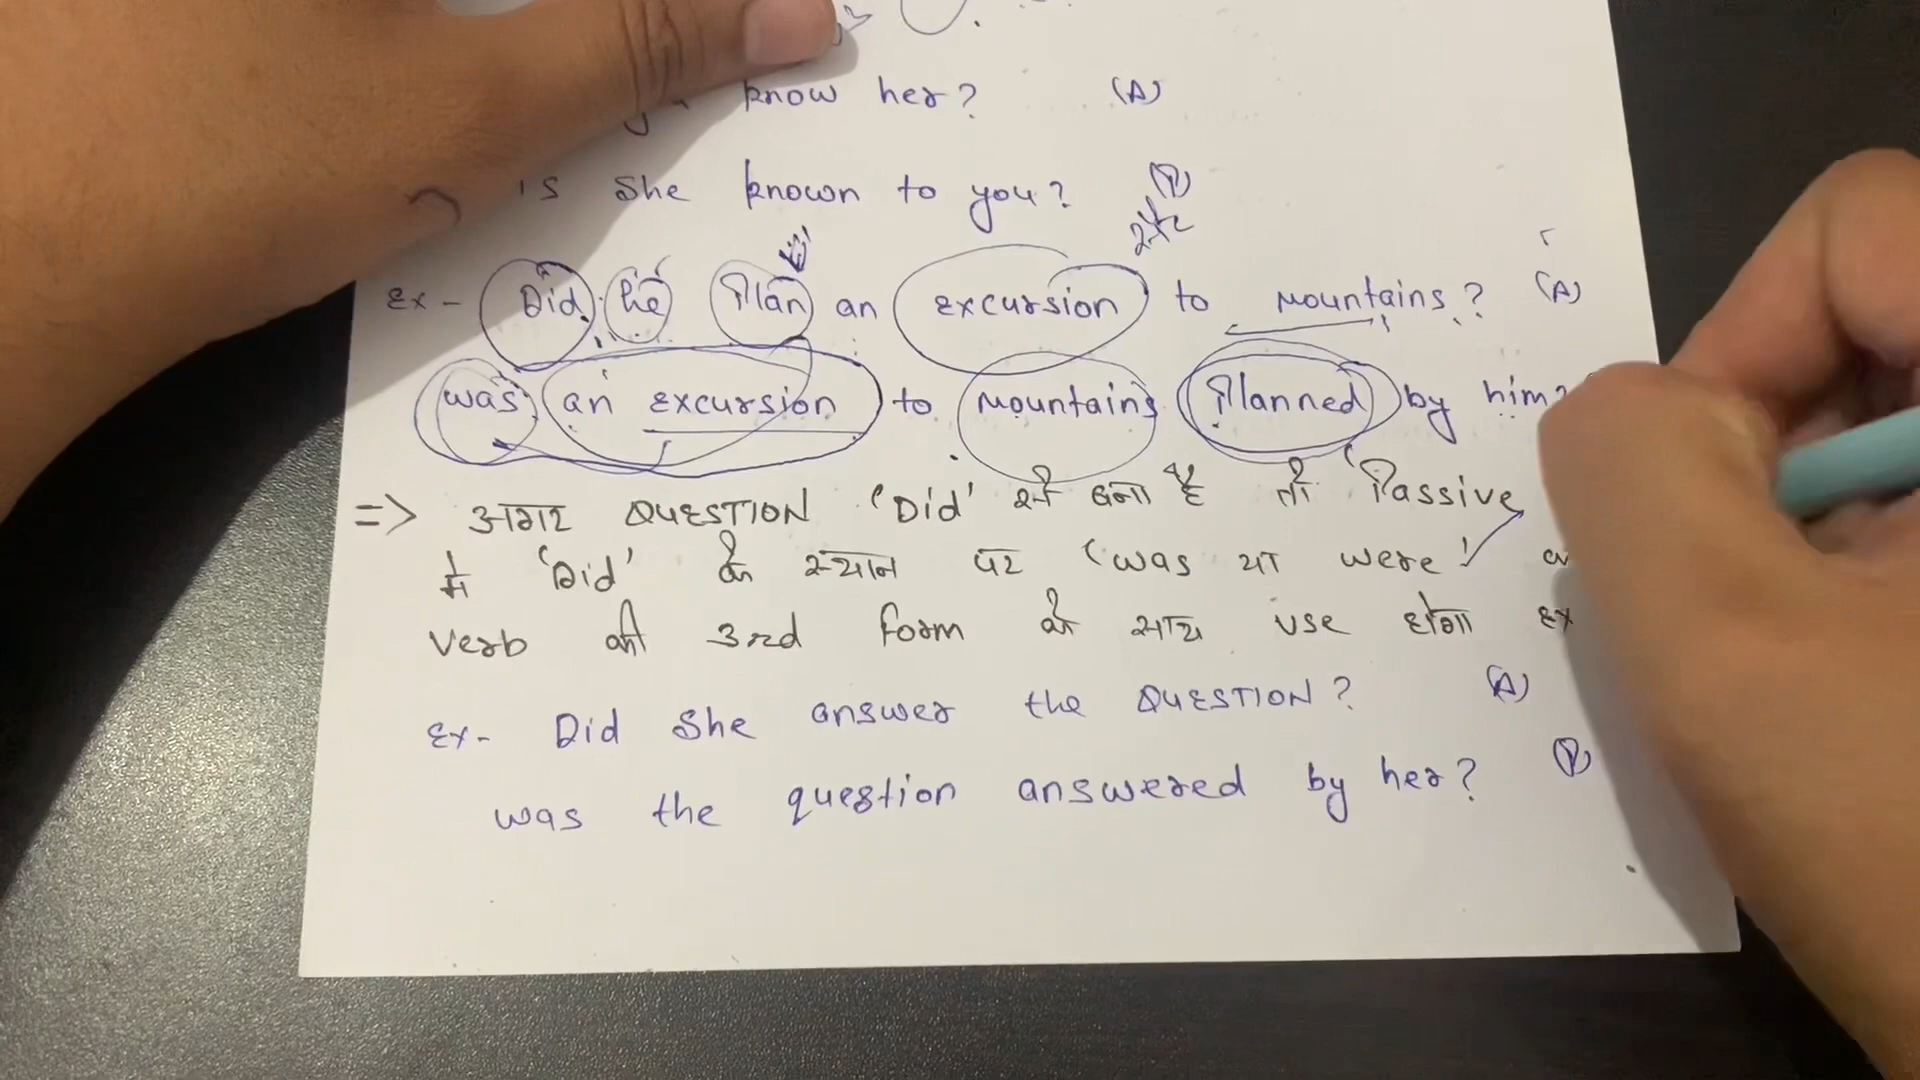 know her? (A)
is she known to you? (P)
Ex- Did he Plan an excursion to Mountains? (A)
was an excursion to Mountains Planned by him?
=> अगर QUESTION 'Did' से बना है तो 'Passive
में 'Did' के स्थान पर (was या were'
verb की 3rd form के साथ use होगा Ex
Ex- Did she answer the QUESTION? (A)
was the question answered by her? (P)